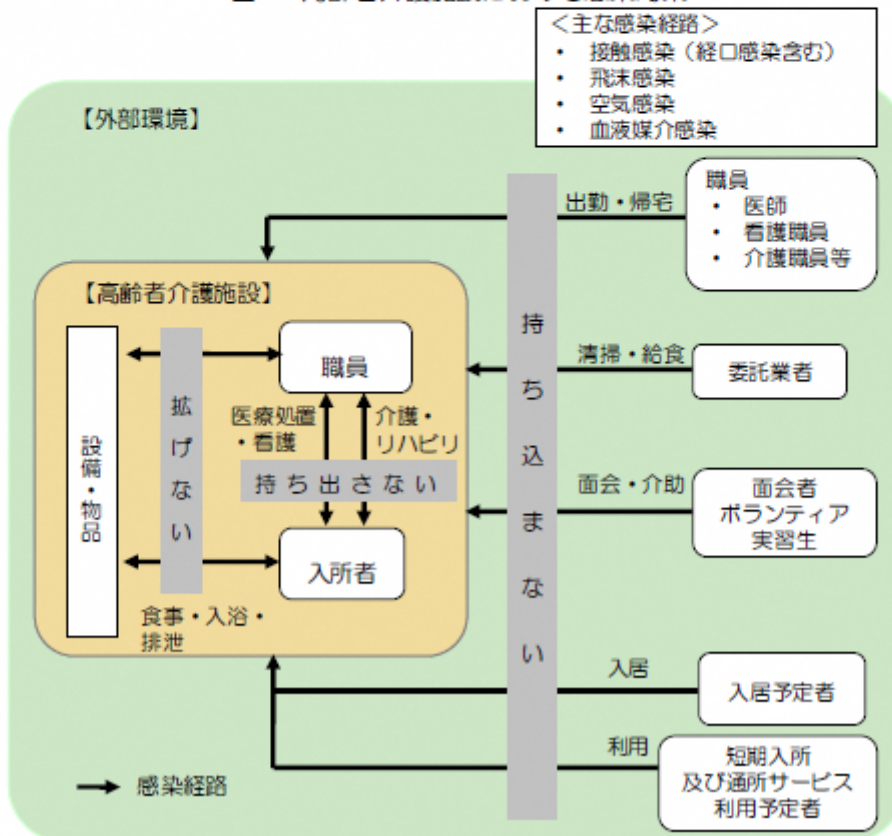 ＜主な感染経路＞
・ 接触感染（経口感染含む）
・ 飛沫感染
・ 空気感染
・ 血液媒介感染
【外部環境】
職員
・ 医師
・ 看護職員
・ 介護職員等
出勤・帰宅
【高齢者介護施設】
職員
設備・物品
拡げない
医療処置
・看護
介護・
リハビリ
持ち出さない
入所者
食事・入浴・
排泄
持ち込まない
清掃・給食
委託業者
面会・介助
面会者
ボランティア
実習生
入居
入居予定者
利用
短期入所
及び通所サービス
利用予定者
感染経路